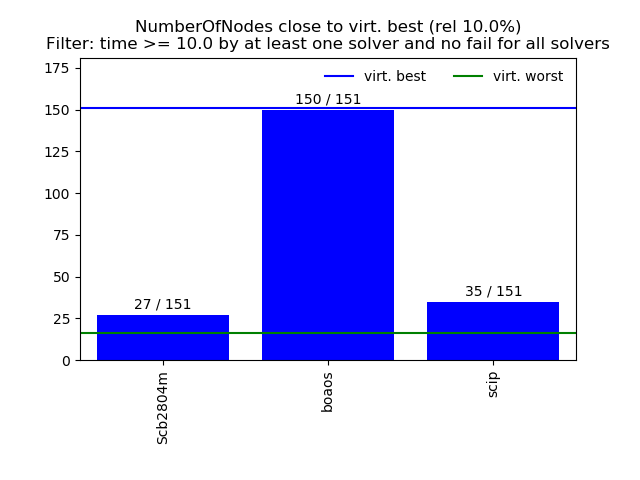 NumberOfNodes close to virt. best (rel 10.0%)
Filter: time >= 10.0 by at least one solver and no fail for all solvers
virt. best
virt. worst
175
150
125
100
75
50
25
0
27 / 151
150 / 151
35 / 151
Scb2804m
boaos
scip